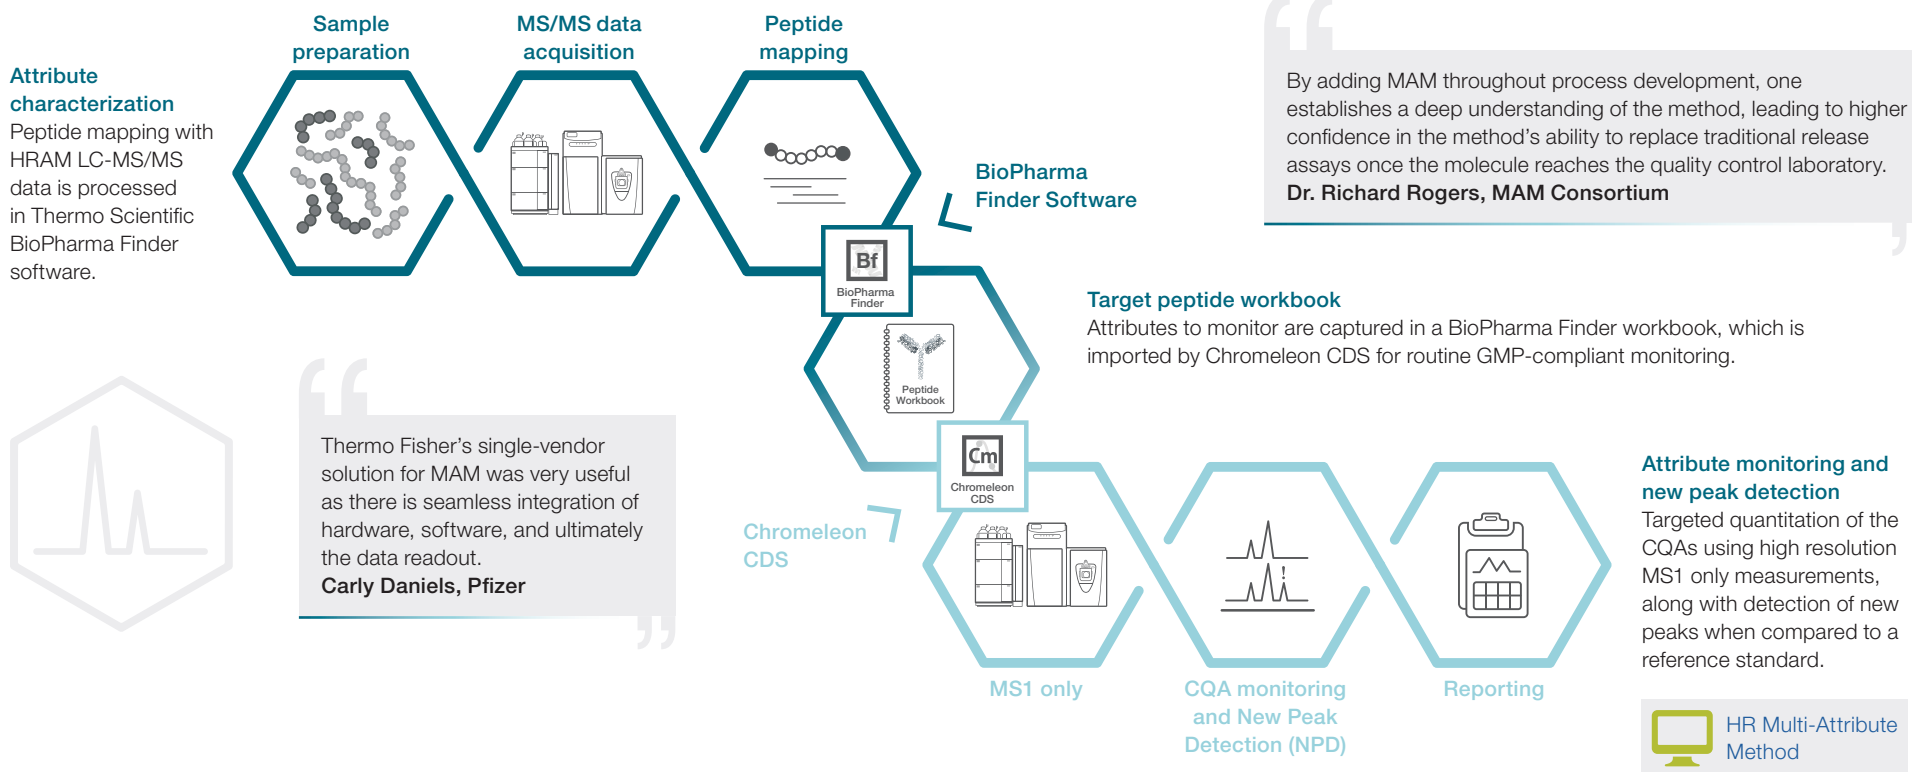 Sample
preparation
MS/MS data
acquisition
Peptide
mapping
Attribute
characterization
Peptide mapping with
HRAM LC-MS/MS
data is processed
in Thermo Scientific
BioPharma Finder
software.
BioPharma
Finder Software
By adding MAM throughout process development, one
establishes a deep understanding of the method, leading to higher
confidence in the method’s ability to replace traditional release
assays once the molecule reaches the quality control laboratory.
Dr. Richard Rogers, MAM Consortium
Bf
BioPharma
Finder
Target peptide workbook
Attributes to monitor are captured in a BioPharma Finder workbook, which is
imported by Chromeleon CDS for routine GMP-compliant monitoring.
Peptide
Workbook
Thermo Fisher’s single-vendor
solution for MAM was very useful
as there is seamless integration of
hardware, software, and ultimately
the data readout.
Carly Daniels, Pfizer
Cm
Chromeleon
CDS
Chromeleon
CDS
Attribute monitoring and
new peak detection
Targeted quantitation of the
CQAs using high resolution
MS1 only measurements,
along with detection of new
peaks when compared to a
reference standard.
!
MS1 only
CQA monitoring
and New Peak
Detection (NPD)
Reporting
HR Multi-Attribute
Method